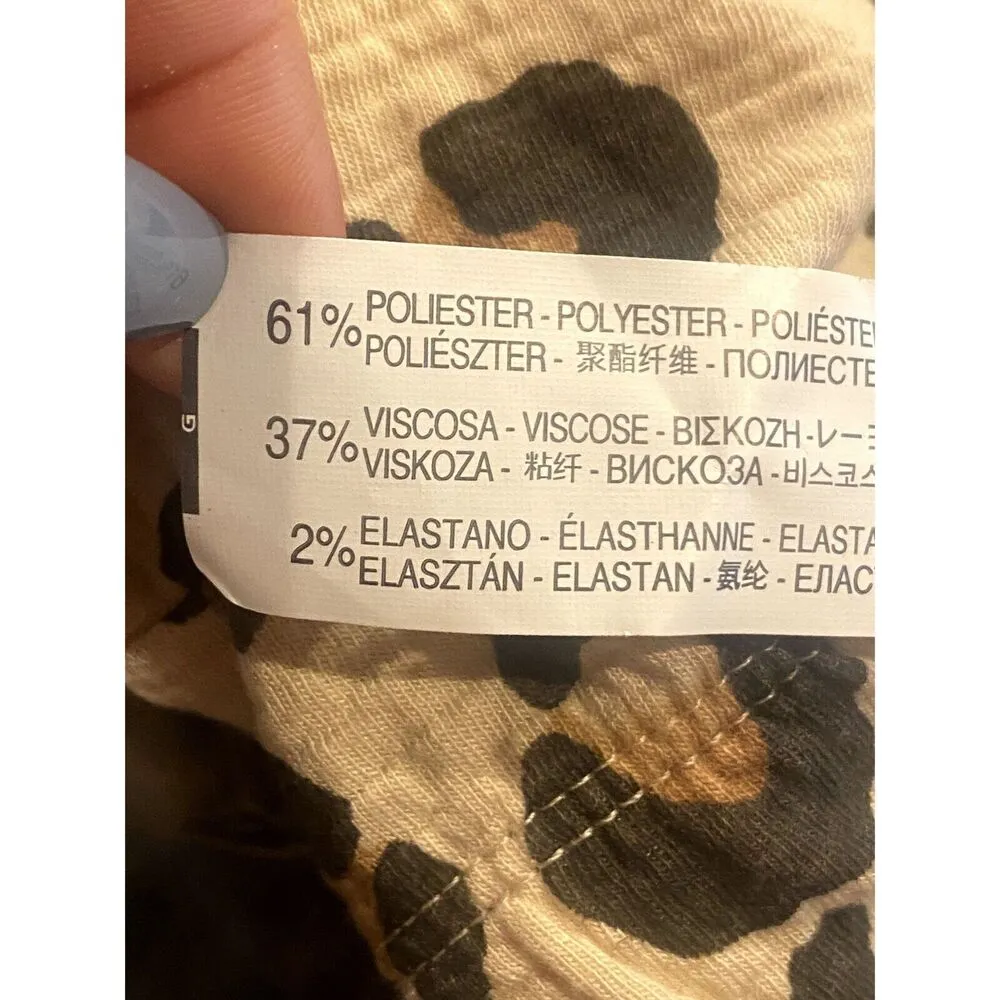 61% POLIESTER - POLYESTER - POLIÉSTE
POLIÉSZTER - 聚酯纤维 - ПОЛИЕСТЕ
37% VISCOSA - VISCOSE - ΒΙΣΚΟΖΗ - レー
VISKOZA - 粘纤 - ВИСКОЗА - 비스코스
2% ELASTANO - ÉLASTHANNE - ELASTA
ELASZTÁN - ELASTAN - 氨纶 - ЕЛАС
G